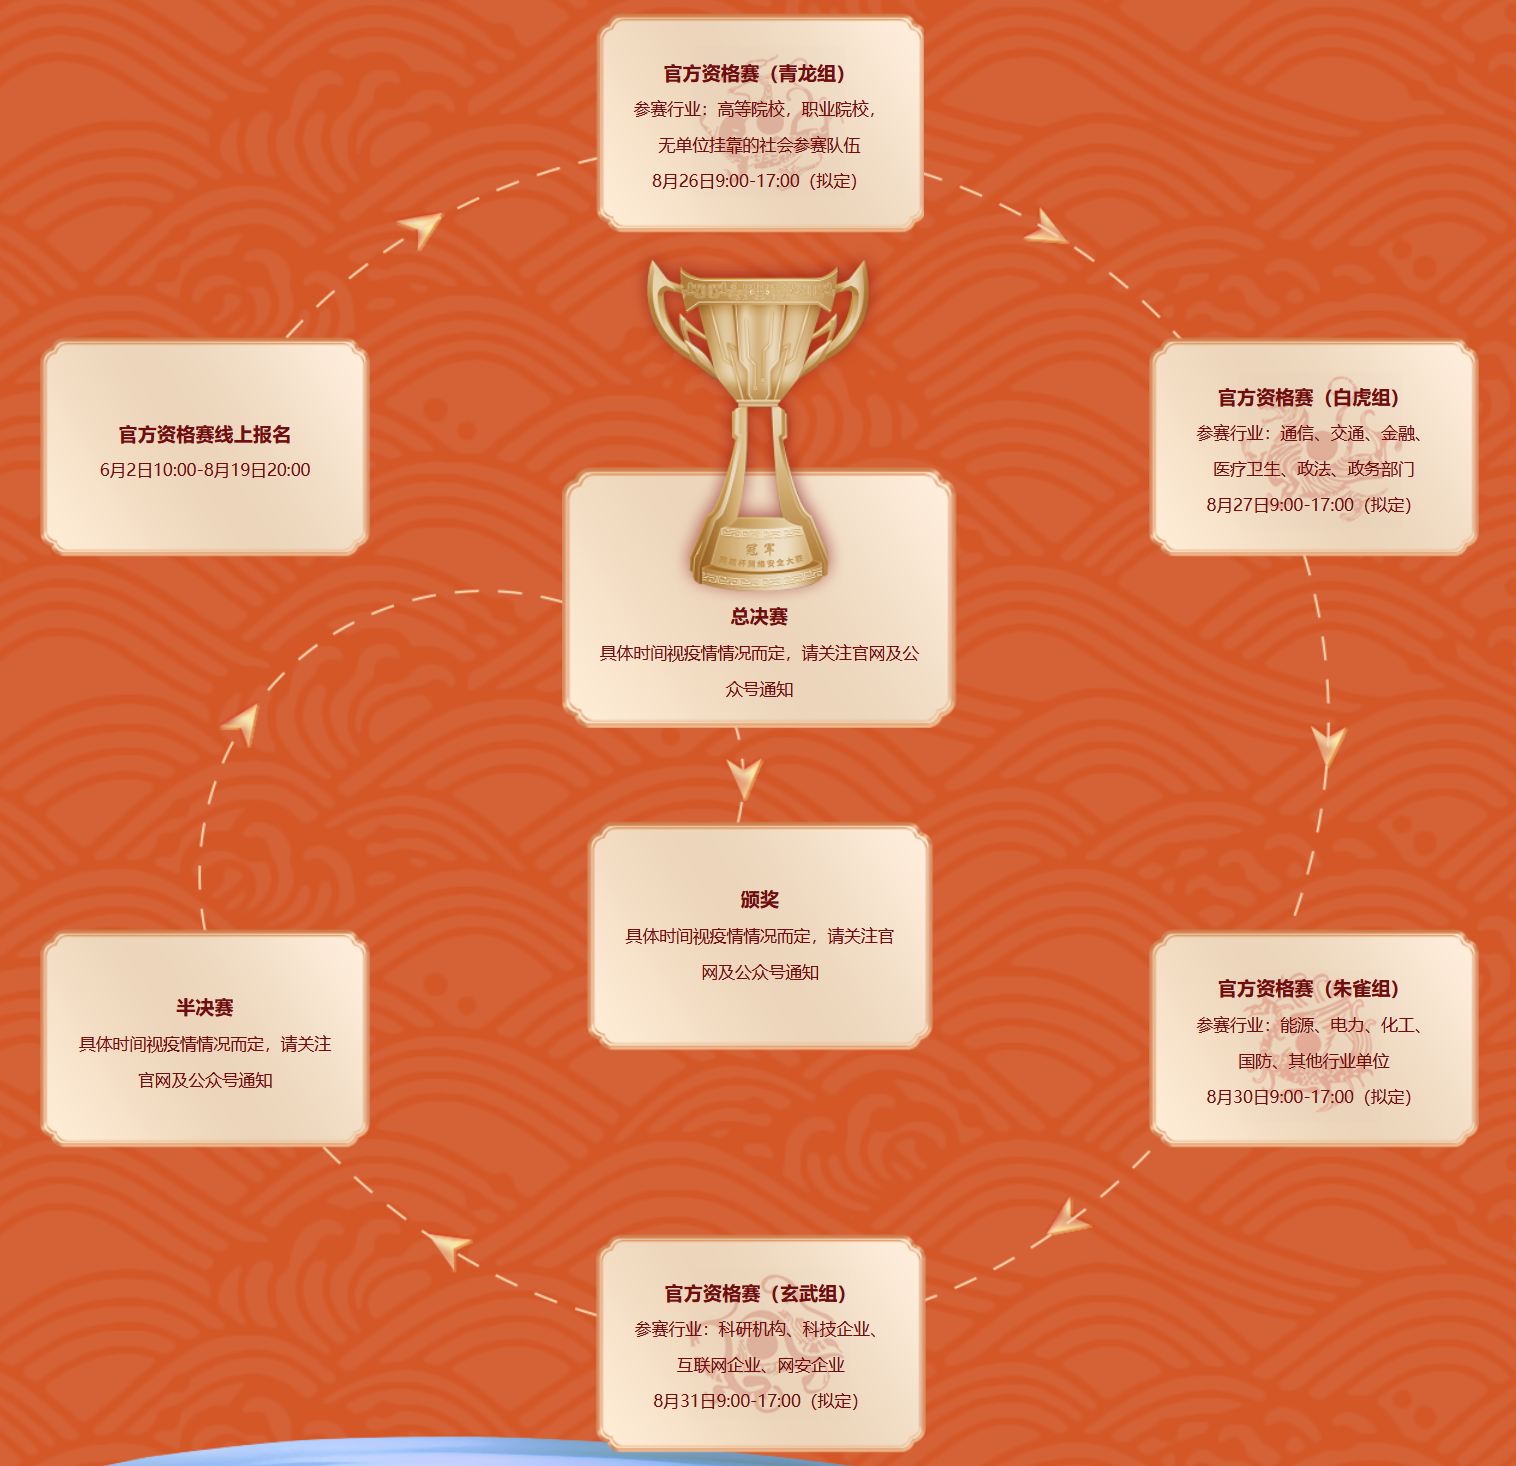 官方资格赛（青龙组）
参赛行业：高等院校，职业院校，
无单位挂靠的社会参赛队伍
8月26日9:00-17:00（拟定）
官方资格赛线上报名
6月2日10:00-8月19日20:00
官方资格赛（白虎组）
参赛行业：通信、交通、金融、
医疗卫生、政法、政务部门
8月27日9:00-17:00（拟定）
冠军
杯网络安全大赛
总决赛
具体时间视疫情情况而定，请关注官网及公
众号通知
颁奖
具体时间视疫情情况而定，请关注官
网及公众号通知
半决赛
具体时间视疫情情况而定，请关注
官网及公众号通知
官方资格赛（朱雀组）
参赛行业：能源、电力、化工、
国防、其他行业单位
8月30日9:00-17:00（拟定）
官方资格赛（玄武组）
参赛行业：科研机构、科技企业、
互联网企业、网安企业
8月31日9:00-17:00（拟定）